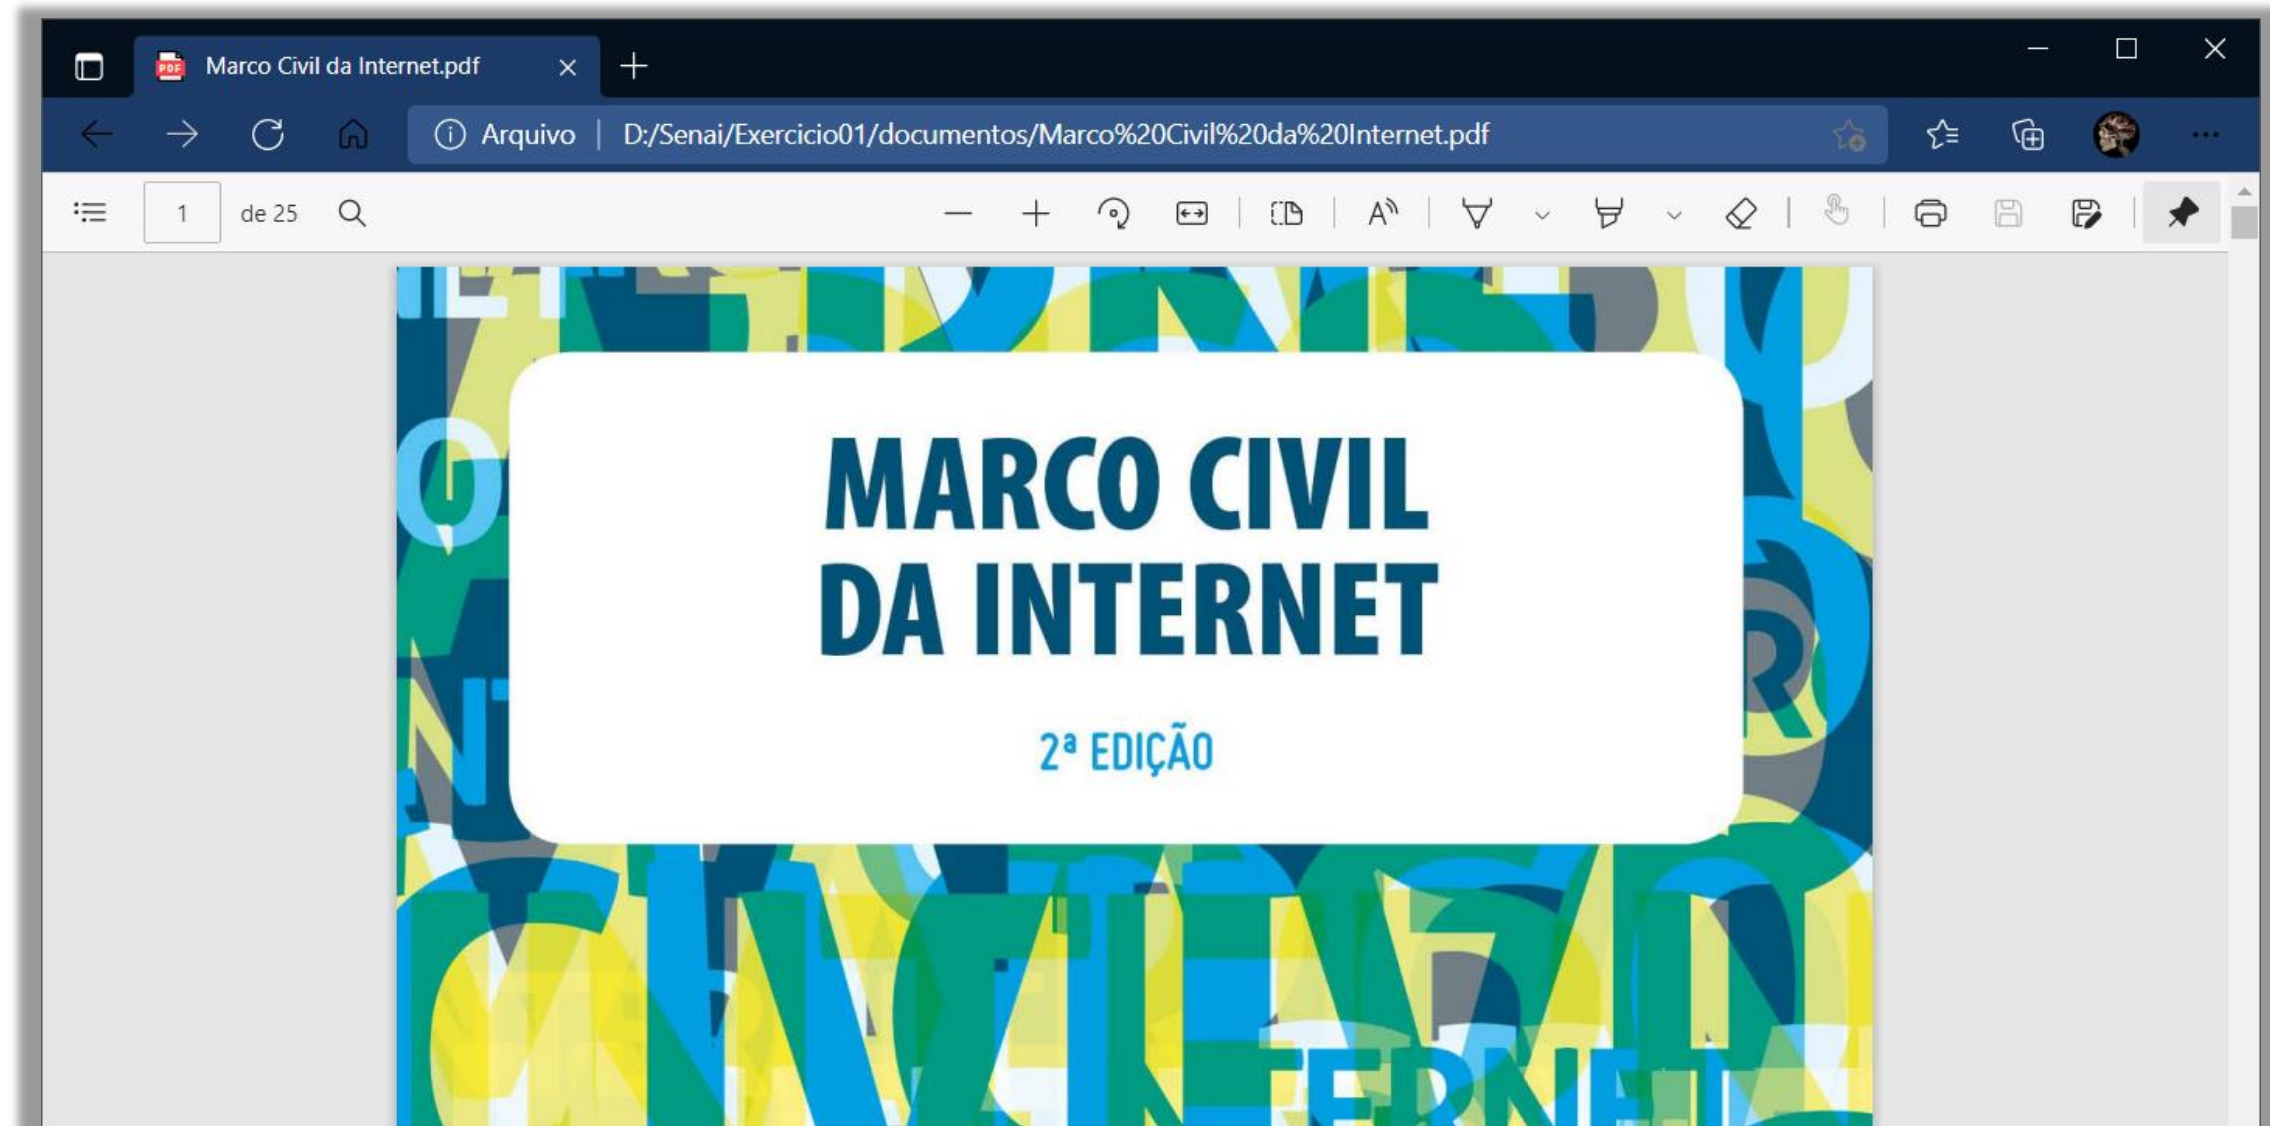 Marco Civil da Internet.pdf
Arquivo | D:/Senai/Exercicio01/documentos/Marco%20Civil%20da%20Internet.pdf
1 de 25
MARCO CIVIL
DA INTERNET
2ª EDIÇÃO